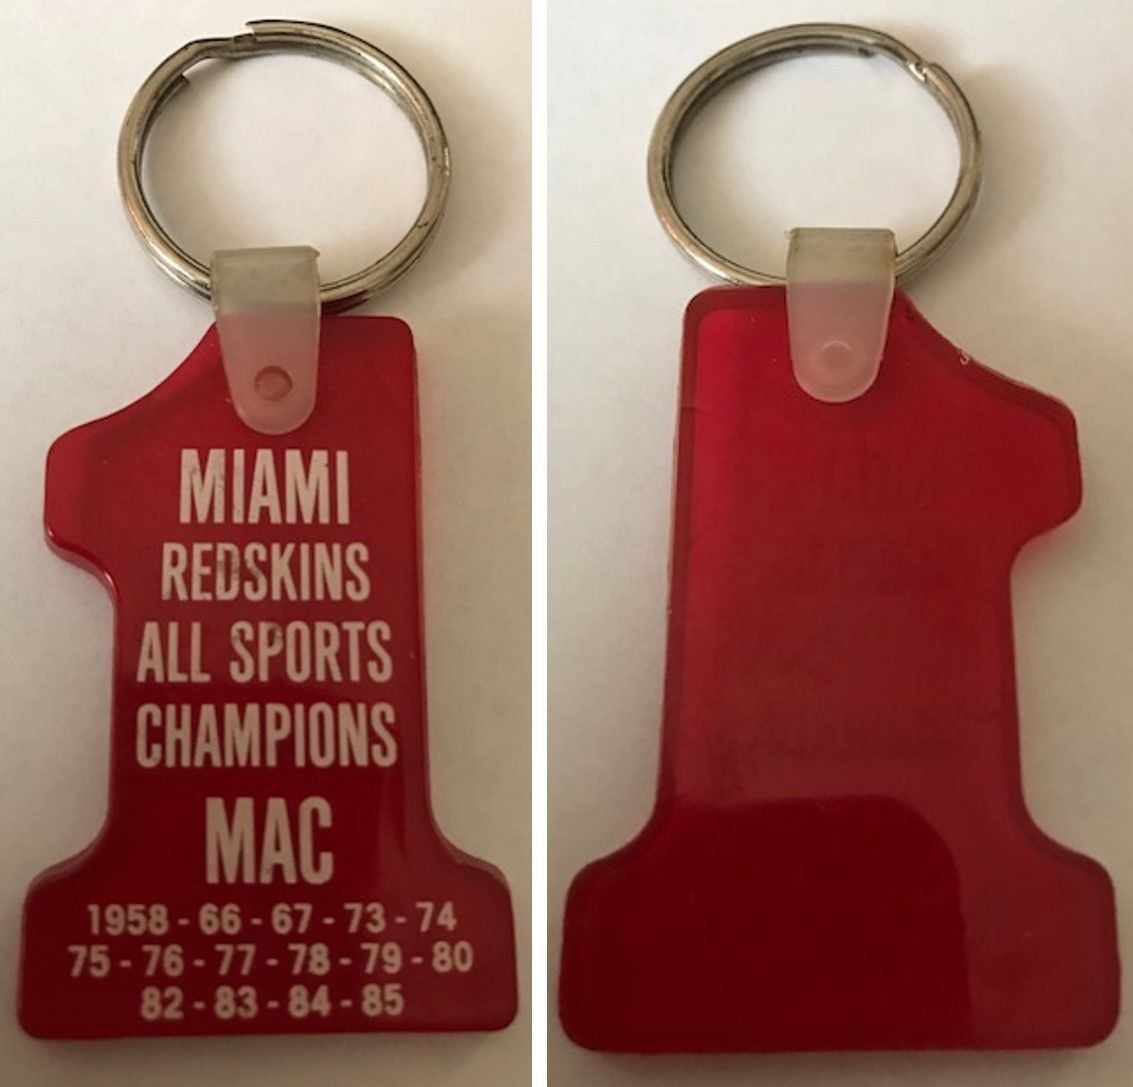 MIAMI
REDSKINS
ALL SPORTS
CHAMPIONS
MAC
1958 - 66 - 67 - 73 - 74
75 - 76 - 77 - 78 - 79 - 80
82 - 83 - 84 - 85